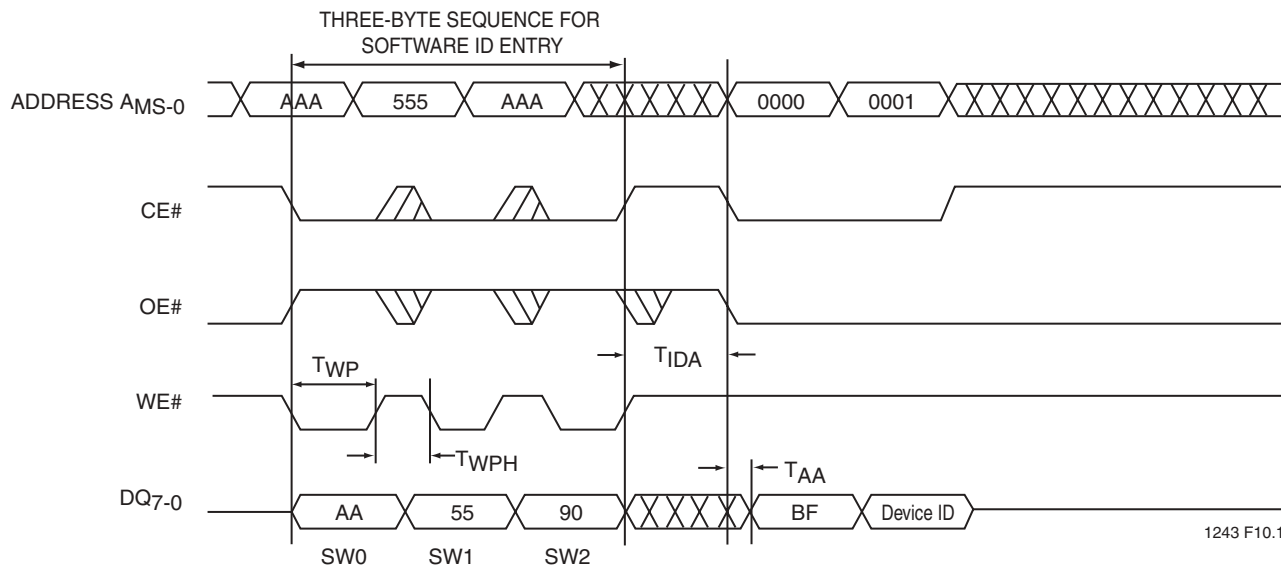 THREE-BYTE SEQUENCE FOR
SOFTWARE ID ENTRY
ADDRESS AMS-0
AAA
555
AAA
0000
0001
CE#
OE#
TWP
TIDA
WE#
TWPH
TAA
DQ7-0
AA
55
90
BF
Device ID
SW0
SW1
SW2
1243 F10.1